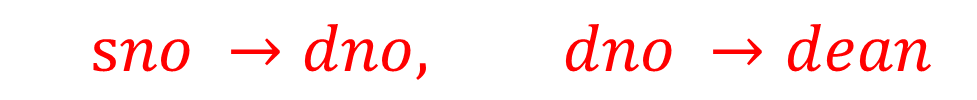 sno → dno, dno → dean